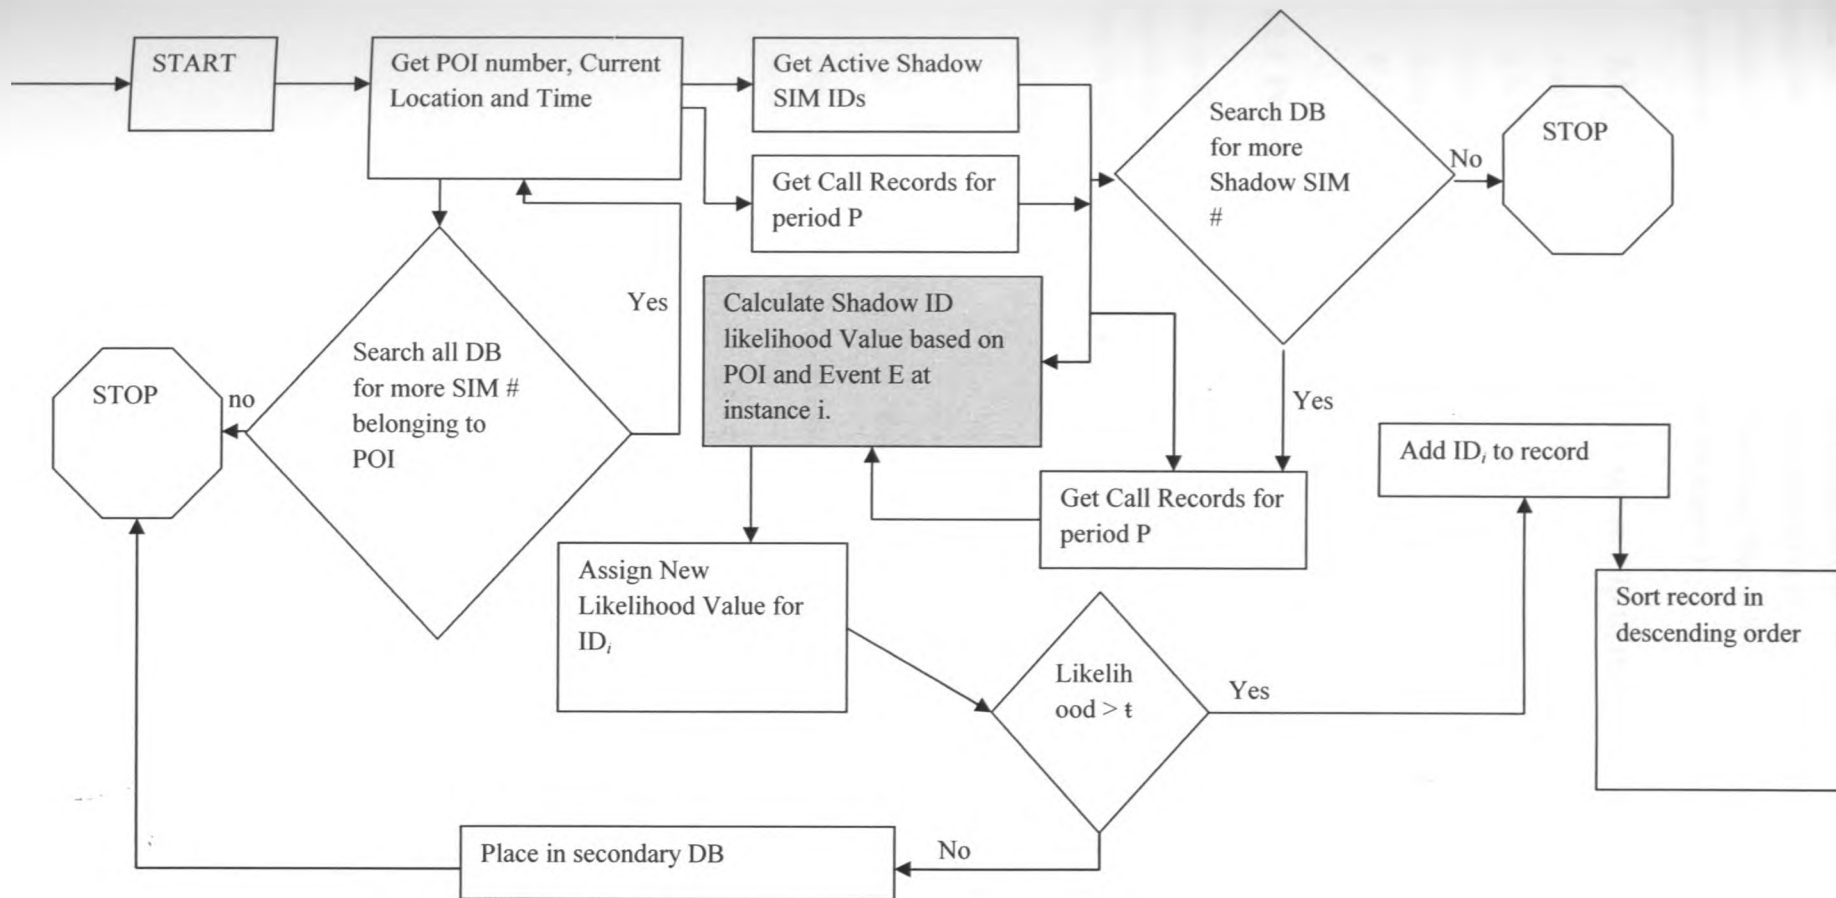 START
Get POI number, Current
Location and Time
Get Active Shadow
SIM IDs
Search DB
for more
Shadow SIM
#
No
STOP
Get Call Records for
period P
Yes
Calculate Shadow ID
likelihood Value based on
POI and Event E at
instance i.
Search all DB
for more SIM #
belonging to
POI
no
STOP
Yes
Add IDᵢ to record
Get Call Records for
period P
Assign New
Likelihood Value for
IDᵢ
Sort record in
descending order
Likelih
ood > ŧ
Yes
No
Place in secondary DB